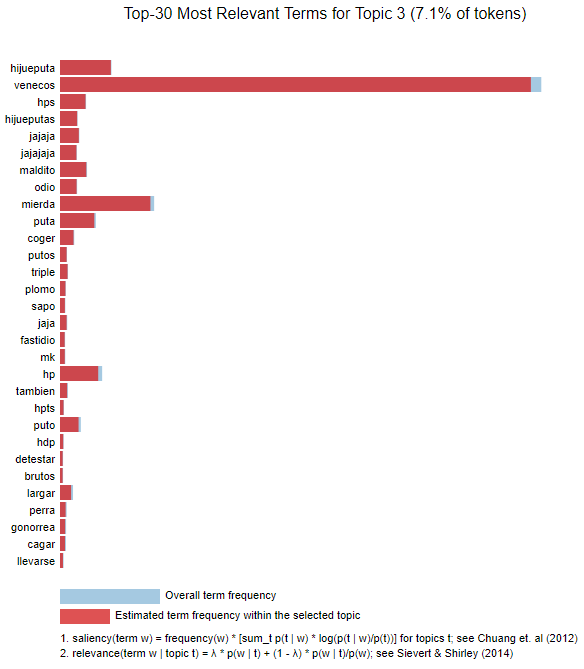 Top-30 Most Relevant Terms for Topic 3 (7.1% of tokens)
hijueputa
venecos
hps
hijueputas
jajaja
jajajaja
maldito
odio
mierda
puta
coger
putos
triple
plomo
sapo
jaja
fastidio
mk
hp
tambien
hpts
puto
hdp
detestar
brutos
largar
perra
gonorrea
cagar
llevarse
Overall term frequency
Estimated term frequency within the selected topic
1. saliency(term w) = frequency(w) * [sum_t p(t | w) * log(p(t | w)/p(t))] for topics t; see Chuang et. al (2012)
2. relevance(term w | topic t) = λ * p(w | t) + (1 - λ) * p(w | t)/p(w); see Sievert & Shirley (2014)